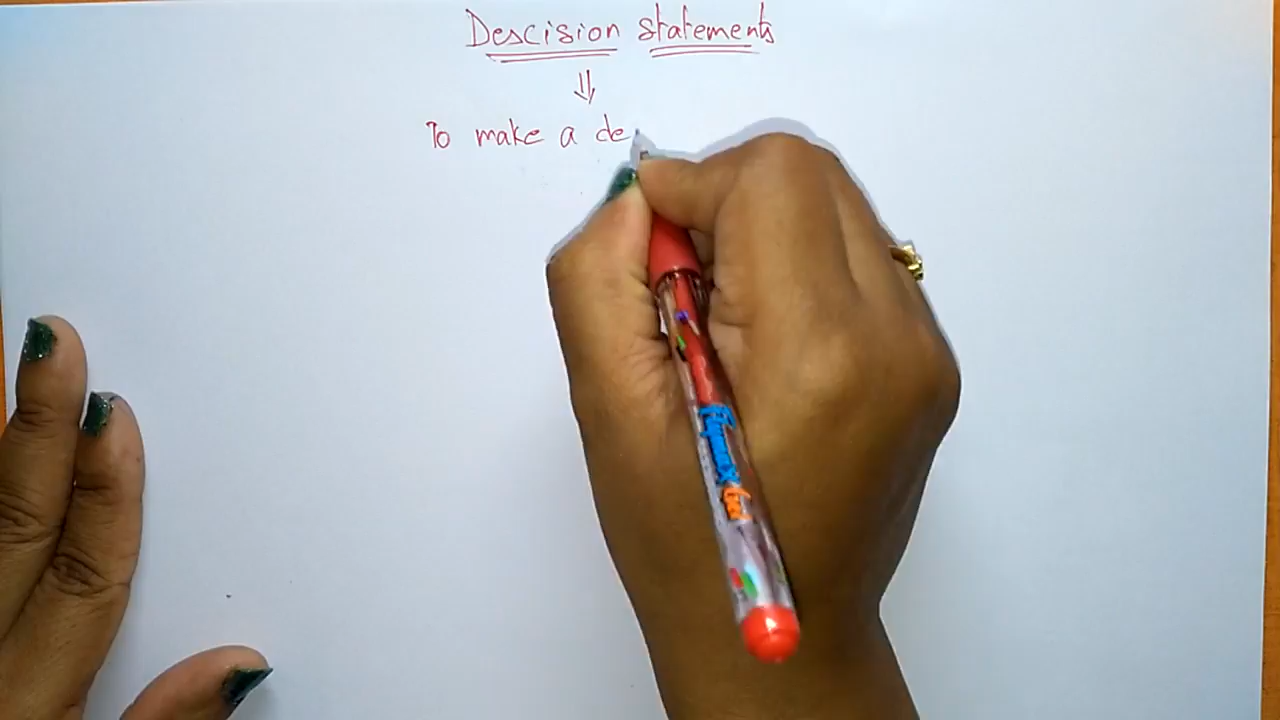 Descision statements
⇓
To make a de